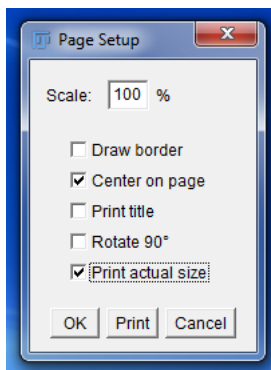 Page Setup
Scale: 100 %
Draw border
Center on page
Print title
Rotate 90°
Print actual size
OK Print Cancel